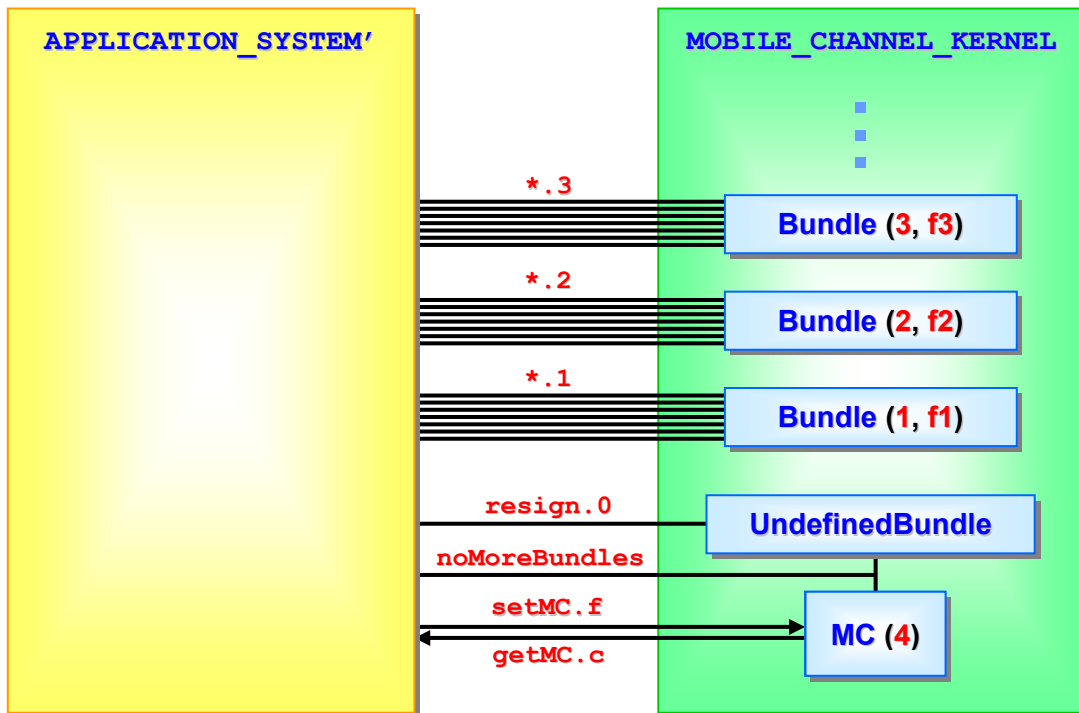 APPLICATION_SYSTEM’
MOBILE_CHANNEL_KERNEL
*.3
Bundle (3, f3)
*.2
Bundle (2, f2)
*.1
Bundle (1, f1)
resign.0
UndefinedBundle
noMoreBundles
setMC.f
MC (4)
getMC.c